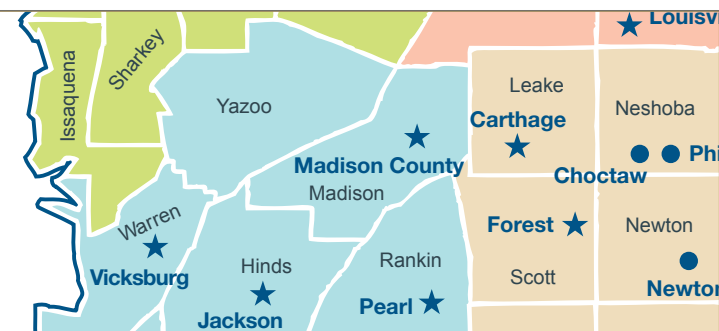 Louisvi
Sharkey
Issaquena
Leake
Yazoo
Neshoba
Carthage
Phi
Madison County
Choctaw
Madison
Warren
Forest
Newton
Rankin
Hinds
Scott
Vicksburg
Newton
Pearl
Jackson